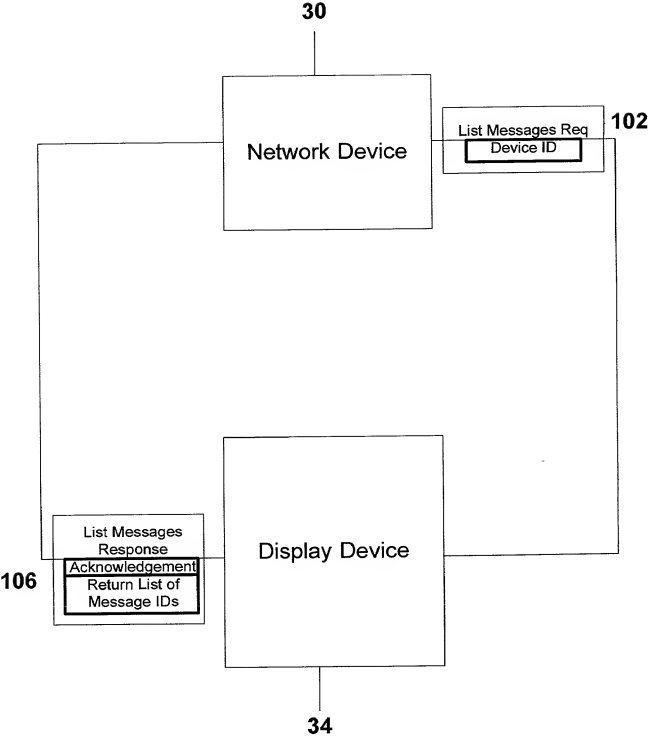 30
Network Device
List Messages Req
102
Device ID
Display Device
List Messages
Response
Acknowledgement
Return List of
Message IDs
106
34